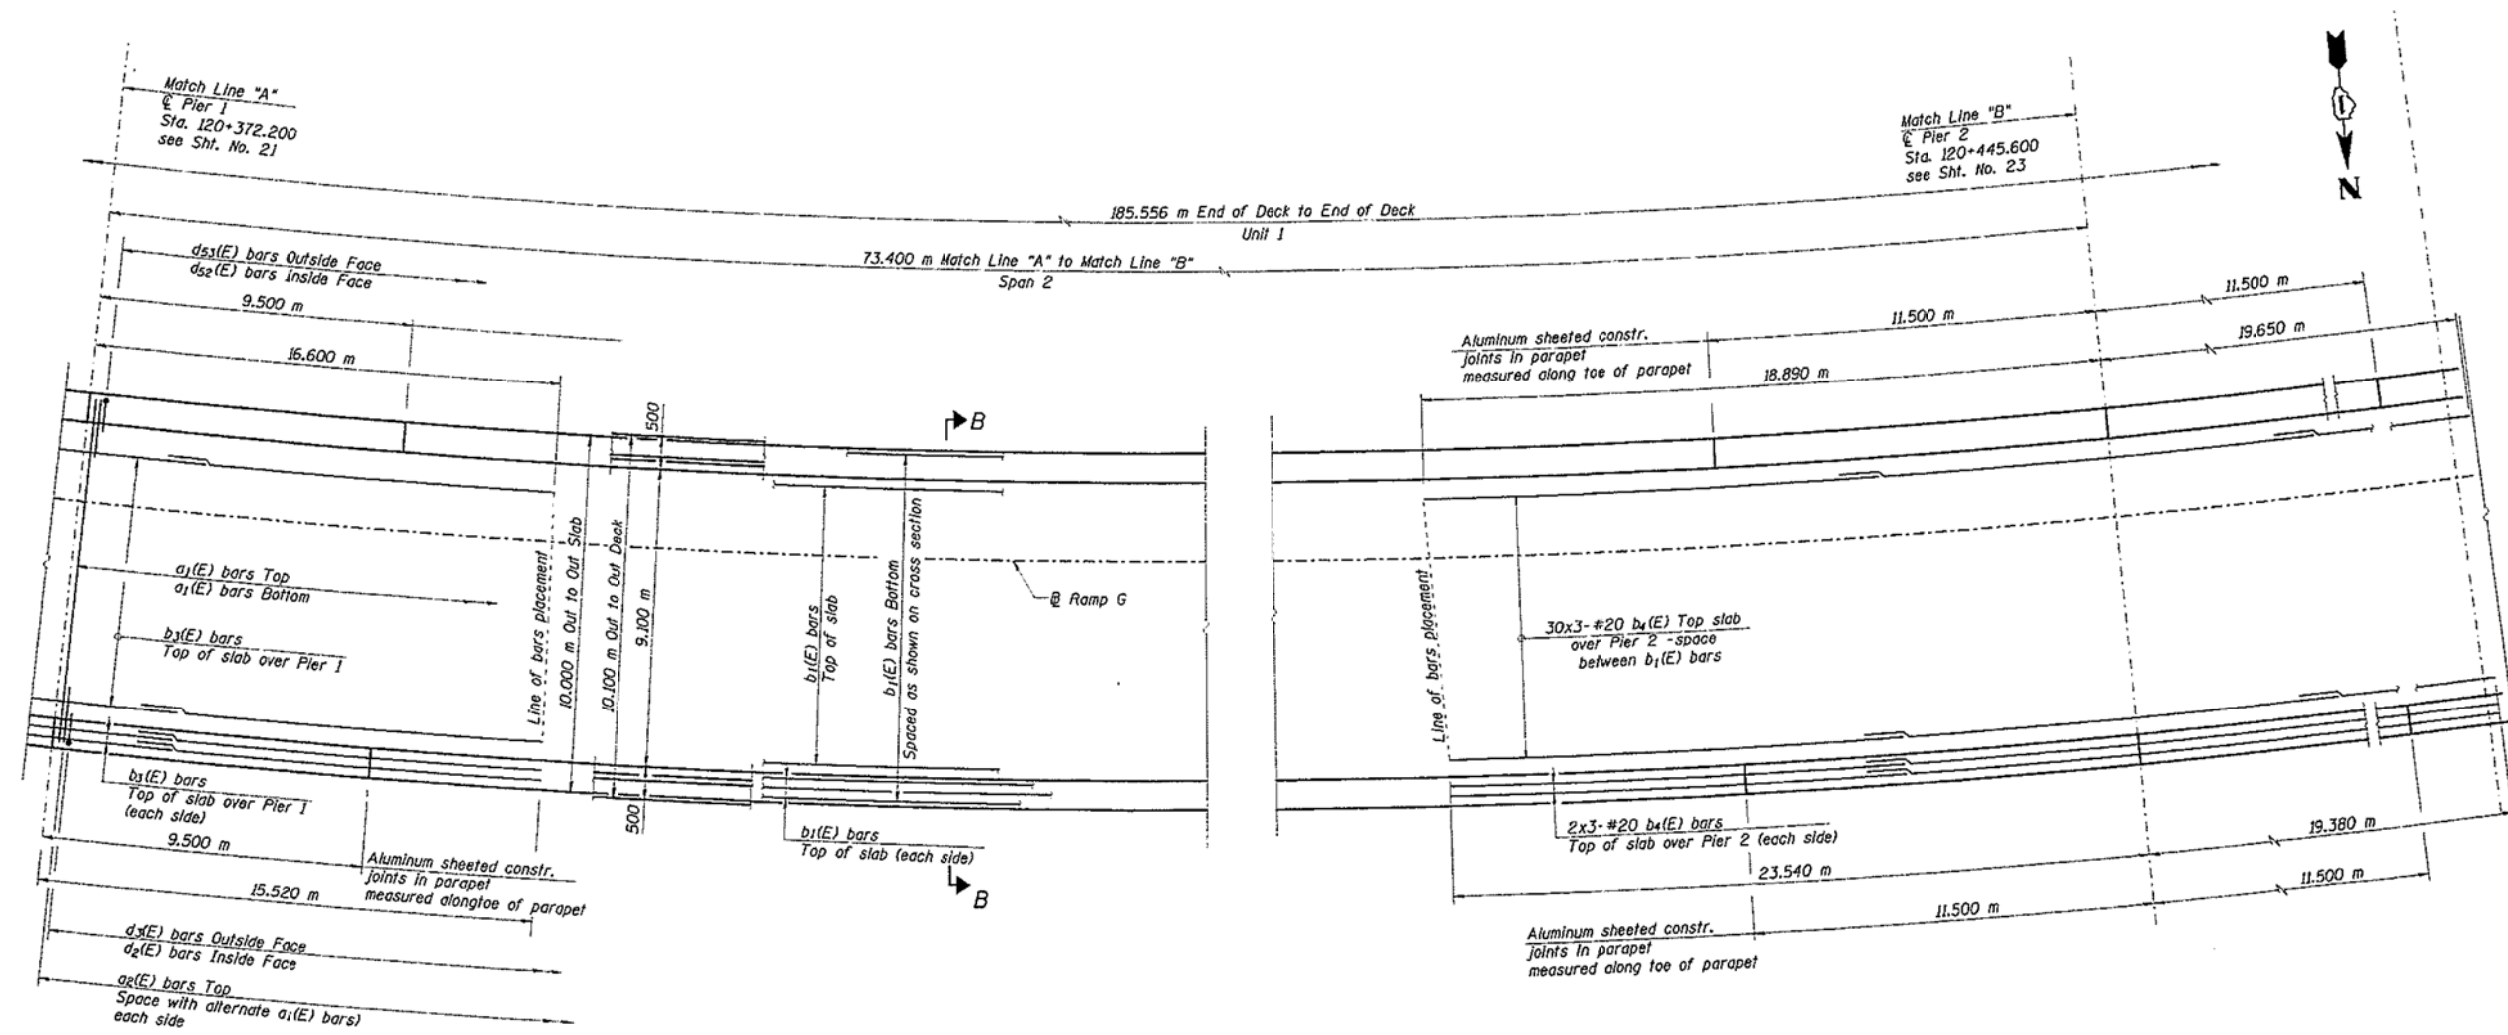 Match Line "A"
℄ Pier 1
Sta. 120+372.200
see Sht. No. 21
Match Line "B"
℄ Pier 2
Sta. 120+445.600
see Sht. No. 23
N
185.556 m End of Deck to End of Deck
Unit 1
73.400 m Match Line "A" to Match Line "B"
Span 2
d53(E) bars Outside Face
d52(E) bars Inside Face
9.500 m
16.600 m
11.500 m
11.500 m
19.650 m
Aluminum sheeted constr.
joints in parapet
measured along toe of parapet
18.890 m
500
B
a1(E) bars Top
a1(E) bars Bottom
b3(E) bars
Top of slab over Pier 1
Line of bars placement
10.000 m Out to Out Slab
10.100 m Out to Out Deck
9.100 m
b1(E) bars
Top of slab
b1(E) bars Bottom
Spaced as shown on cross section
Ramp G
Line of bars placement
30x3-#20 b4(E) Top slab
over Pier 2 -space
between b1(E) bars
b3(E) bars
Top of slab over Pier 1
(each side)
9.500 m
Aluminum sheeted constr.
joints in parapet
measured alongtoe of parapet
15.520 m
500
b1(E) bars
Top of slab (each side)
B
2x3-#20 b4(E) bars
Top of slab over Pier 2 (each side)
19.380 m
23.540 m
11.500 m
11.500 m
Aluminum sheeted constr.
joints in parapet
measured along toe of parapet
d3(E) bars Outside Face
d2(E) bars Inside Face
a2(E) bars Top
Space with alternate a1(E) bars)
each side